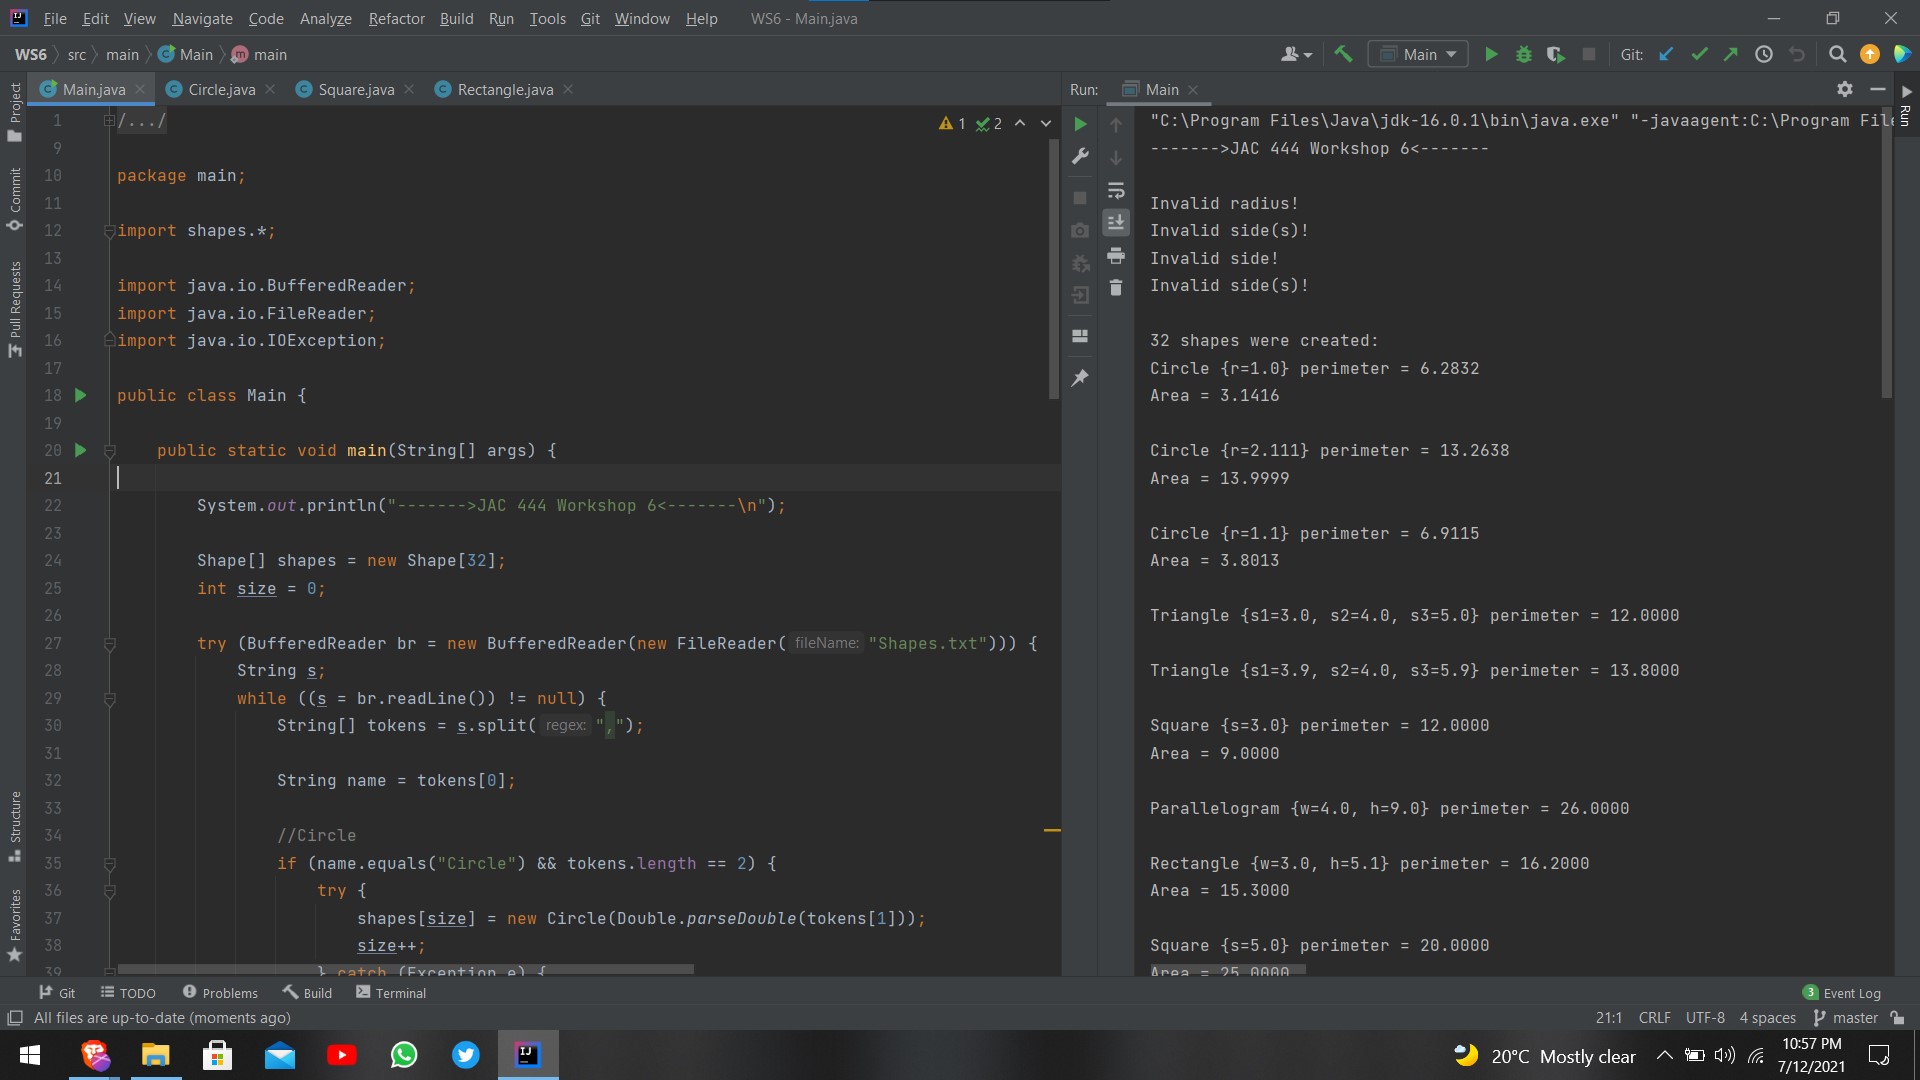 File Edit View Navigate Code Analyze Refactor Build Run Tools Git Window Help WS6 - Main.java
WS6 src main Main main
Main Git:
Main.java Circle.java Square.java Rectangle.java
Run: Main
Project
Commit
Pull Requests
Structure
Favorites
Run
1 2
1 /.../
9
10 package main;
11
12 import shapes.*;
13
14 import java.io.BufferedReader;
15 import java.io.FileReader;
16 import java.io.IOException;
17
18 public class Main {
19
20 public static void main(String[] args) {
21
22 System.out.println("------->JAC 444 Workshop 6<-------\n");
23
24 Shape[] shapes = new Shape[32];
25 int size = 0;
26
27 try (BufferedReader br = new BufferedReader(new FileReader( fileName: "Shapes.txt"))) {
28 String s;
29 while ((s = br.readLine()) != null) {
30 String[] tokens = s.split( regex: ",");
31
32 String name = tokens[0];
33
34 //Circle
35 if (name.equals("Circle") && tokens.length == 2) {
36 try {
37 shapes[size] = new Circle(Double.parseDouble(tokens[1]));
38 size++;
39 } catch (Exception e) {
"C:\Program Files\Java\jdk-16.0.1\bin\java.exe" "-javaagent:C:\Program File
------->JAC 444 Workshop 6<-------
Invalid radius!
Invalid side(s)!
Invalid side!
Invalid side(s)!
32 shapes were created:
Circle {r=1.0} perimeter = 6.2832
Area = 3.1416
Circle {r=2.111} perimeter = 13.2638
Area = 13.9999
Circle {r=1.1} perimeter = 6.9115
Area = 3.8013
Triangle {s1=3.0, s2=4.0, s3=5.0} perimeter = 12.0000
Triangle {s1=3.9, s2=4.0, s3=5.9} perimeter = 13.8000
Square {s=3.0} perimeter = 12.0000
Area = 9.0000
Parallelogram {w=4.0, h=9.0} perimeter = 26.0000
Rectangle {w=3.0, h=5.1} perimeter = 16.2000
Area = 15.3000
Square {s=5.0} perimeter = 20.0000
Area = 25.0000
Git TODO Problems Build Terminal 3 Event Log
All files are up-to-date (moments ago) 21:1 CRLF UTF-8 4 spaces master
20°C Mostly clear
10:57 PM
7/12/2021